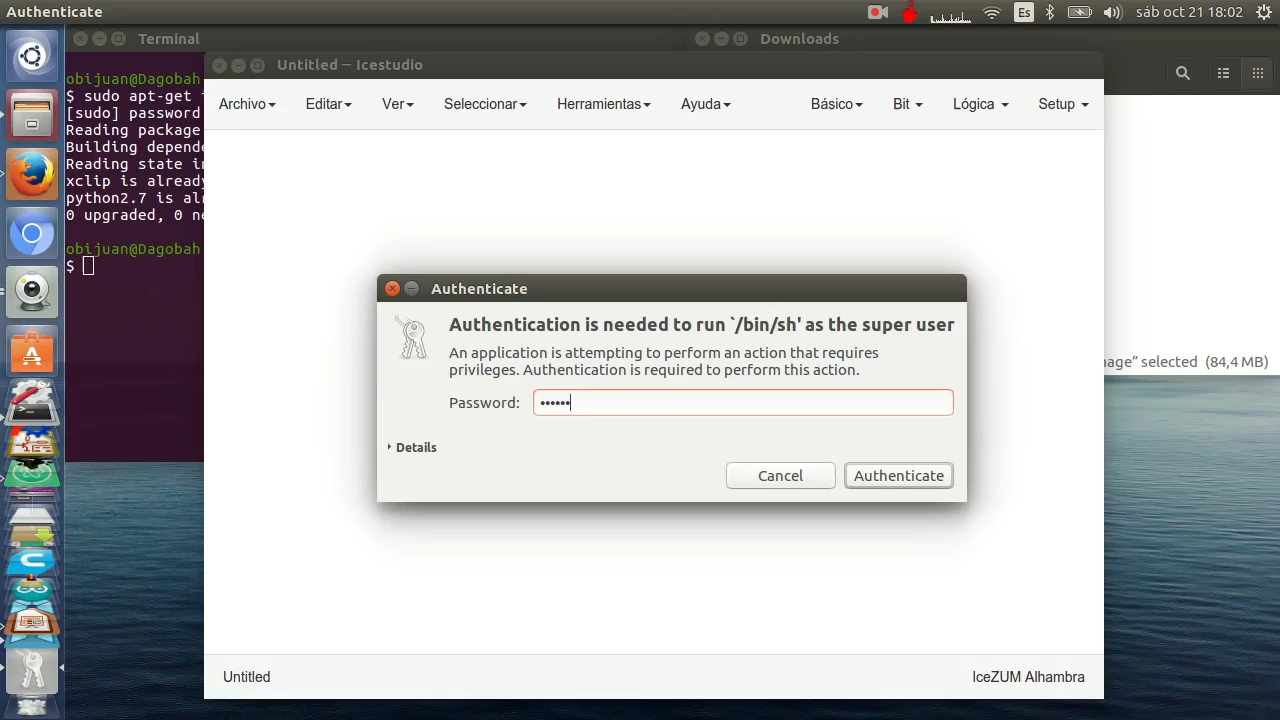 Authenticate
Es
sáb oct 21 18:02
Terminal
Downloads
obijuan@Dagobah
$ sudo apt-get
[sudo] password
Reading package
Building depende
Reading state in
xclip is already
python2.7 is alr
0 upgraded, 0 ne
obijuan@Dagobah
$
Untitled – Icestudio
Archivo Editar Ver Seleccionar Herramientas Ayuda Básico Bit Lógica Setup
Authenticate
Authentication is needed to run `/bin/sh' as the super user
An application is attempting to perform an action that requires
privileges. Authentication is required to perform this action.
Password: ••••••
Details
Cancel Authenticate
age” selected (84,4 MB)
Untitled
IceZUM Alhambra